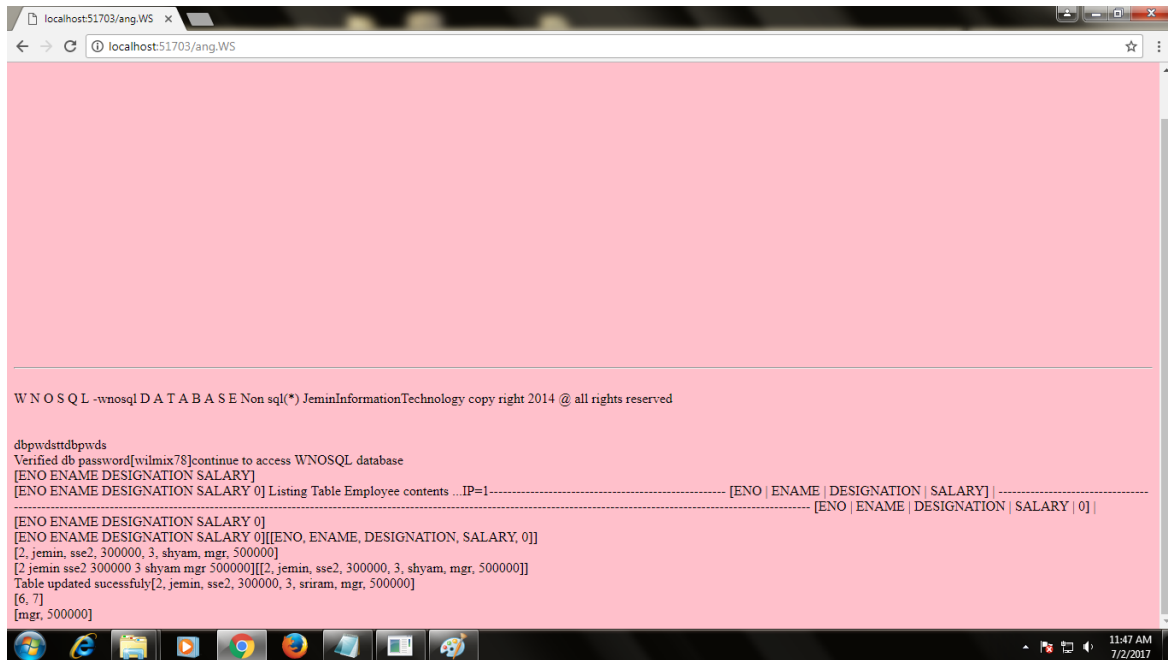 localhost:51703/ang.WS
localhost:51703/ang.WS
W N O S Q L -wnosql D A T A B A S E Non sql(*) JeminInformationTechnology copy right 2014 @ all rights reserved
dbpwdsttdbpwds
Verified db password[wilmix78]continue to access WNOSQL database
[ENO ENAME DESIGNATION SALARY]
[ENO ENAME DESIGNATION SALARY 0] Listing Table Employee contents ...IP=1---------------------------------------------------- [ENO | ENAME | DESIGNATION | SALARY] | ---------------------------------
-------------------------------------------------------------------------------------------------------------------------------------------------------------------------------- [ENO | ENAME | DESIGNATION | SALARY | 0] |
[ENO ENAME DESIGNATION SALARY 0]
[ENO ENAME DESIGNATION SALARY 0][[ENO, ENAME, DESIGNATION, SALARY, 0]]
[2, jemin, sse2, 300000, 3, shyam, mgr, 500000]
[2 jemin sse2 300000 3 shyam mgr 500000][[2, jemin, sse2, 300000, 3, shyam, mgr, 500000]]
Table updated sucessfuly[2, jemin, sse2, 300000, 3, sriram, mgr, 500000]
[6, 7]
[mgr, 500000]
11:47 AM
7/2/2017